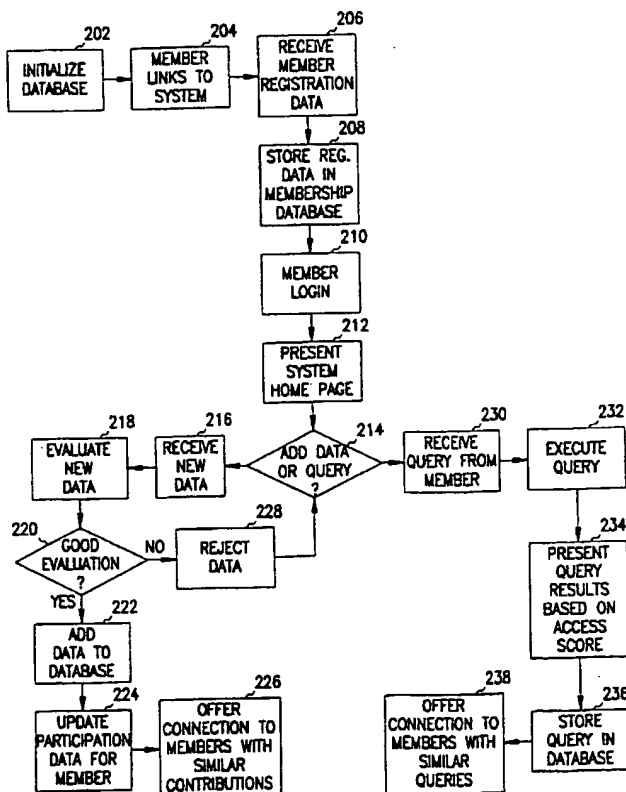 202
INITIALIZE
DATABASE
204
MEMBER
LINKS TO
SYSTEM
206
RECEIVE
MEMBER
REGISTRATION
DATA
208
STORE REG.
DATA IN
MEMBERSHIP
DATABASE
210
MEMBER
LOGIN
212
PRESENT
SYSTEM
HOME PAGE
214
ADD DATA
OR QUERY
?
216
RECEIVE
NEW
DATA
218
EVALUATE
NEW
DATA
220
GOOD
EVALUATION
?
NO
YES
228
REJECT
DATA
222
ADD
DATA TO
DATABASE
224
UPDATE
PARTICIPATION
DATA FOR
MEMBER
226
OFFER
CONNECTION TO
MEMBERS WITH
SIMILAR
CONTRIBUTIONS
230
RECEIVE
QUERY FROM
MEMBER
232
EXECUTE
QUERY
234
PRESENT
QUERY
RESULTS
BASED ON
ACCESS
SCORE
236
STORE
QUERY IN
DATABASE
238
OFFER
CONNECTION TO
MEMBERS WITH
SIMILAR
QUERIES